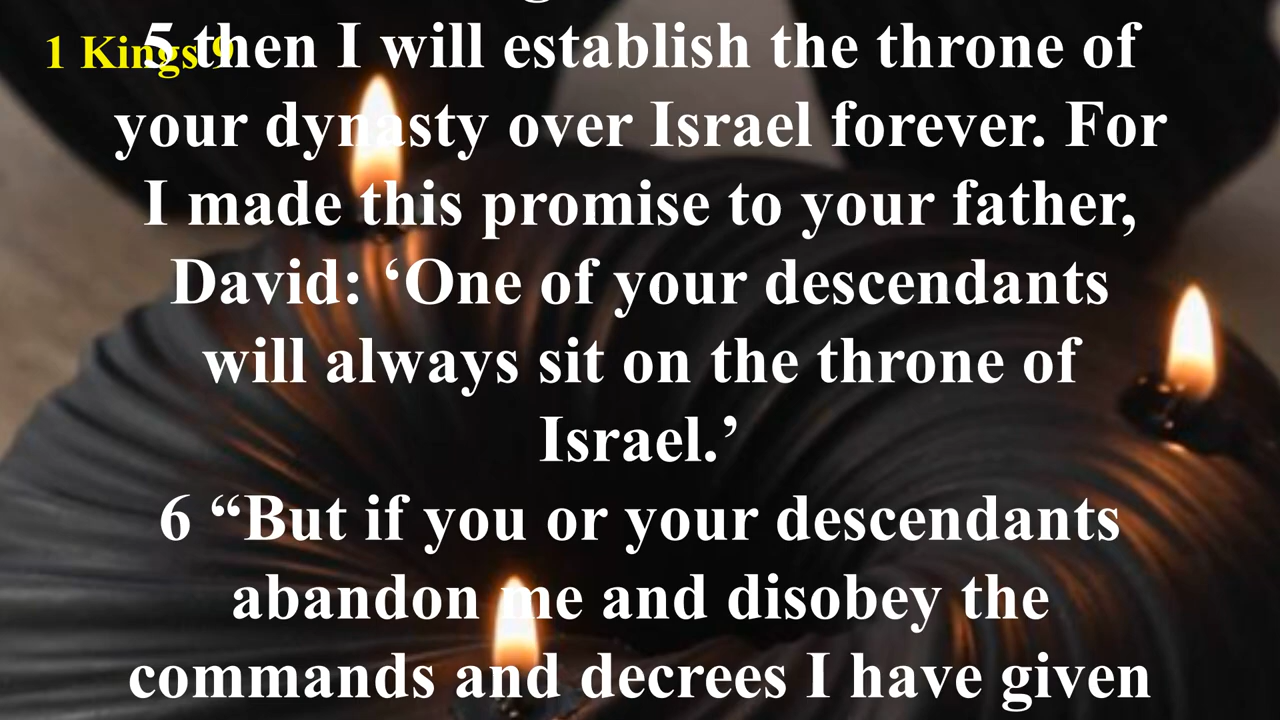 1 Kings 9
5 then I will establish the throne of
your dynasty over Israel forever. For
I made this promise to your father,
David: ‘One of your descendants
will always sit on the throne of
Israel.’
6 “But if you or your descendants
abandon me and disobey the
commands and decrees I have given